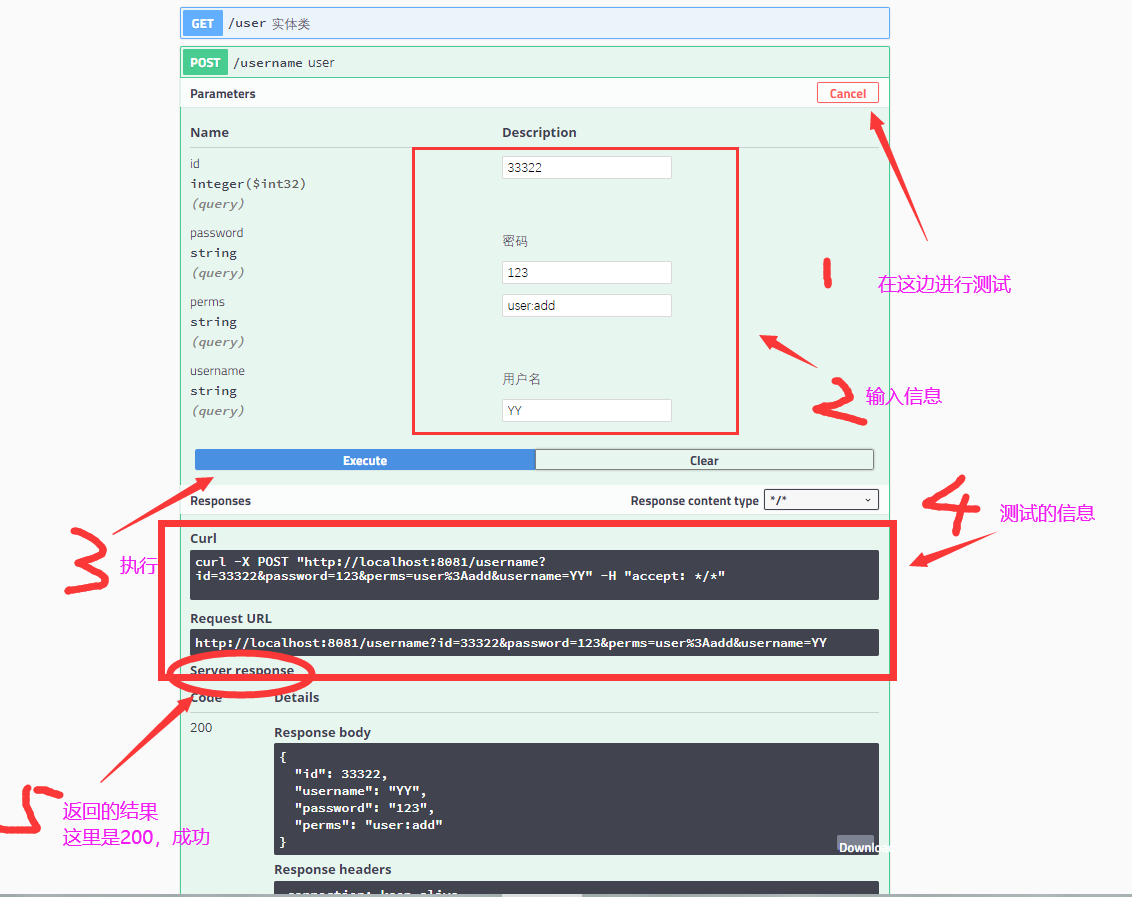 GET /user 实体类
POST /username user
Parameters
Cancel
Name Description
id
integer($int32)
(query)
33322
password
string
(query)
密码
123
perms
string
(query)
user:add
username
string
(query)
用户名
YY
1 在这边进行测试
2 输入信息
Execute Clear
Responses Response content type */*
3 执行
4 测试的信息
Curl
curl -X POST "http://localhost:8081/username?
id=33322&password=123&perms=user%3Aadd&username=YY" -H "accept: */*"
Request URL
http://localhost:8081/username?id=33322&password=123&perms=user%3Aadd&username=YY
Server response
Code Details
200
Response body
{
"id": 33322,
"username": "YY",
"password": "123",
"perms": "user:add"
}
Download
5 返回的结果
这里是200，成功
Response headers
connection: keep-alive